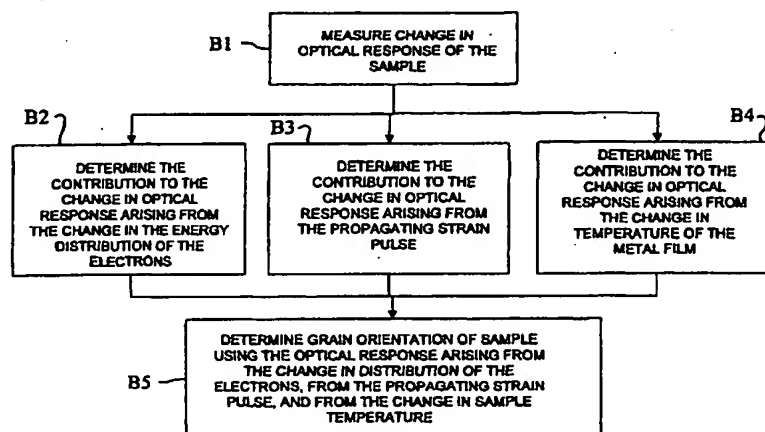 B1
MEASURE CHANGE IN
OPTICAL RESPONSE OF THE
SAMPLE
B2
DETERMINE THE
CONTRIBUTION TO THE
CHANGE IN OPTICAL
RESPONSE ARISING FROM
THE CHANGE IN THE ENERGY
DISTRIBUTION OF THE
ELECTRONS
B3
DETERMINE THE
CONTRIBUTION TO THE
CHANGE IN OPTICAL
RESPONSE ARISING FROM
THE PROPAGATING STRAIN
PULSE
B4
DETERMINE THE
CONTRIBUTION TO THE
CHANGE IN OPTICAL
RESPONSE ARISING FROM
THE CHANGE IN
TEMPERATURE OF THE
METAL FILM
B5
DETERMINE GRAIN ORIENTATION OF SAMPLE
USING THE OPTICAL RESPONSE ARISING FROM
THE CHANGE IN DISTRIBUTION OF THE
ELECTRONS, FROM THE PROPAGATING STRAIN
PULSE, AND FROM THE CHANGE IN SAMPLE
TEMPERATURE